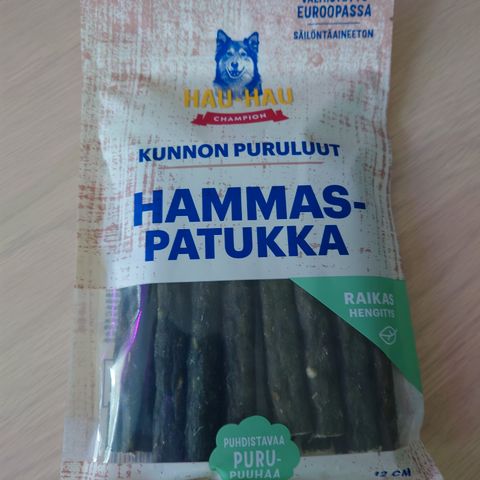 EUROOPASSA
SÄILÖNTÄAINEETON
HAU-HAU
CHAMPION
KUNNON PURULUUT
HAMMAS-
PATUKKA
RAIKAS
HENGITYS
PUHDISTAVAA
PURU-
PUUHAA
12 CM